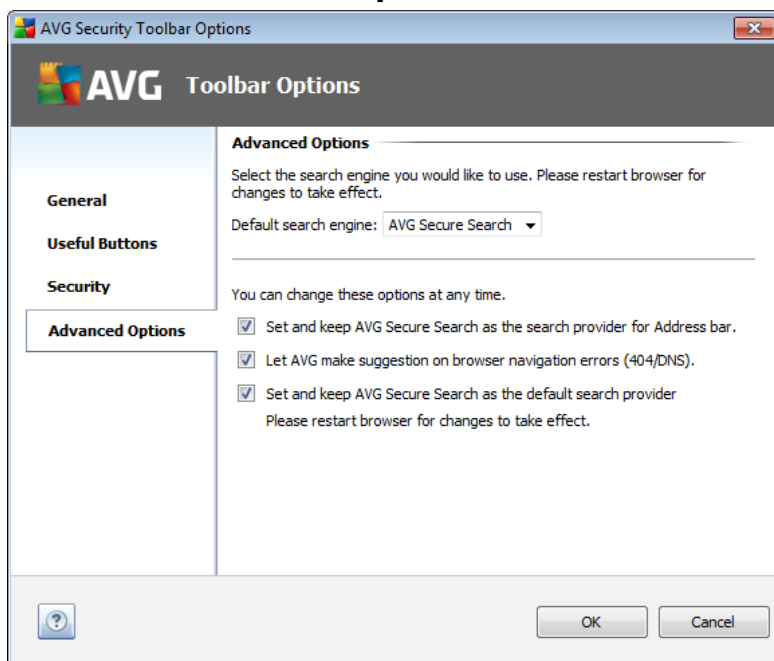 AVG Security Toolbar Options
AVG Toolbar Options
General
Useful Buttons
Security
Advanced Options
Advanced Options
Select the search engine you would like to use. Please restart browser for
changes to take effect.
Default search engine: AVG Secure Search
You can change these options at any time.
Set and keep AVG Secure Search as the search provider for Address bar.
Let AVG make suggestion on browser navigation errors (404/DNS).
Set and keep AVG Secure Search as the default search provider
Please restart browser for changes to take effect.
?
OK
Cancel